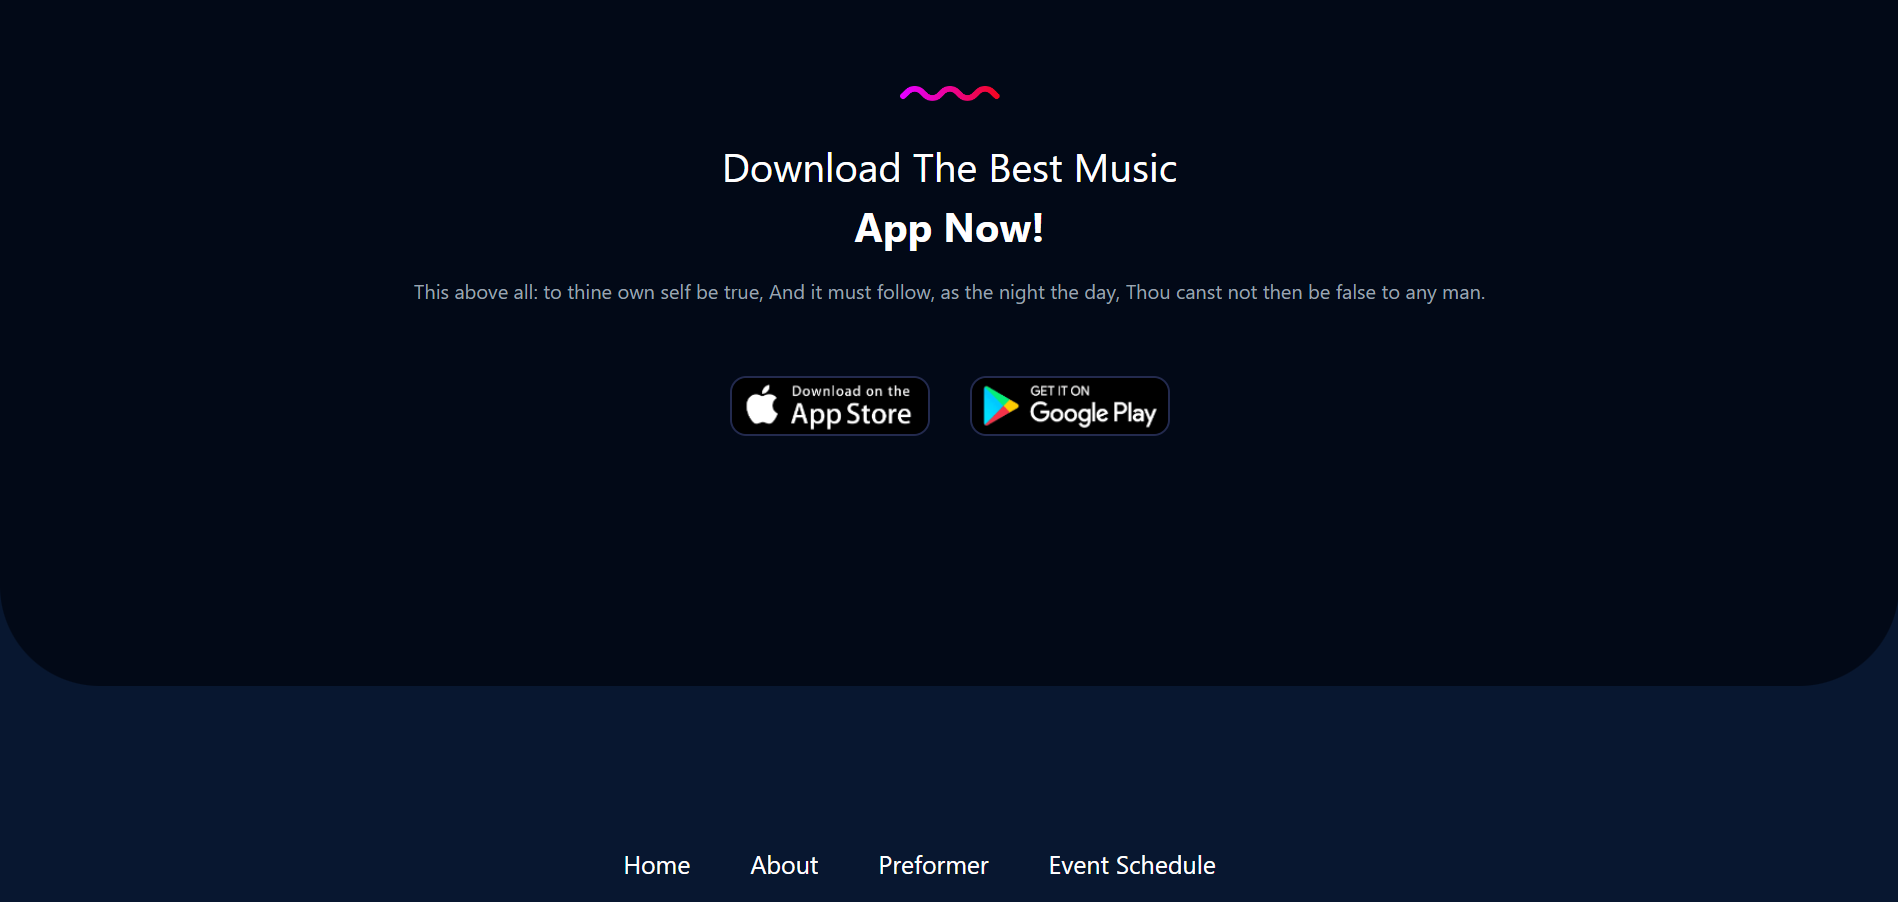 Download The Best Music
App Now!
This above all: to thine own self be true, And it must follow, as the night the day, Thou canst not then be false to any man.
Download on the
App Store
GET IT ON
Google Play
Home About Preformer Event Schedule